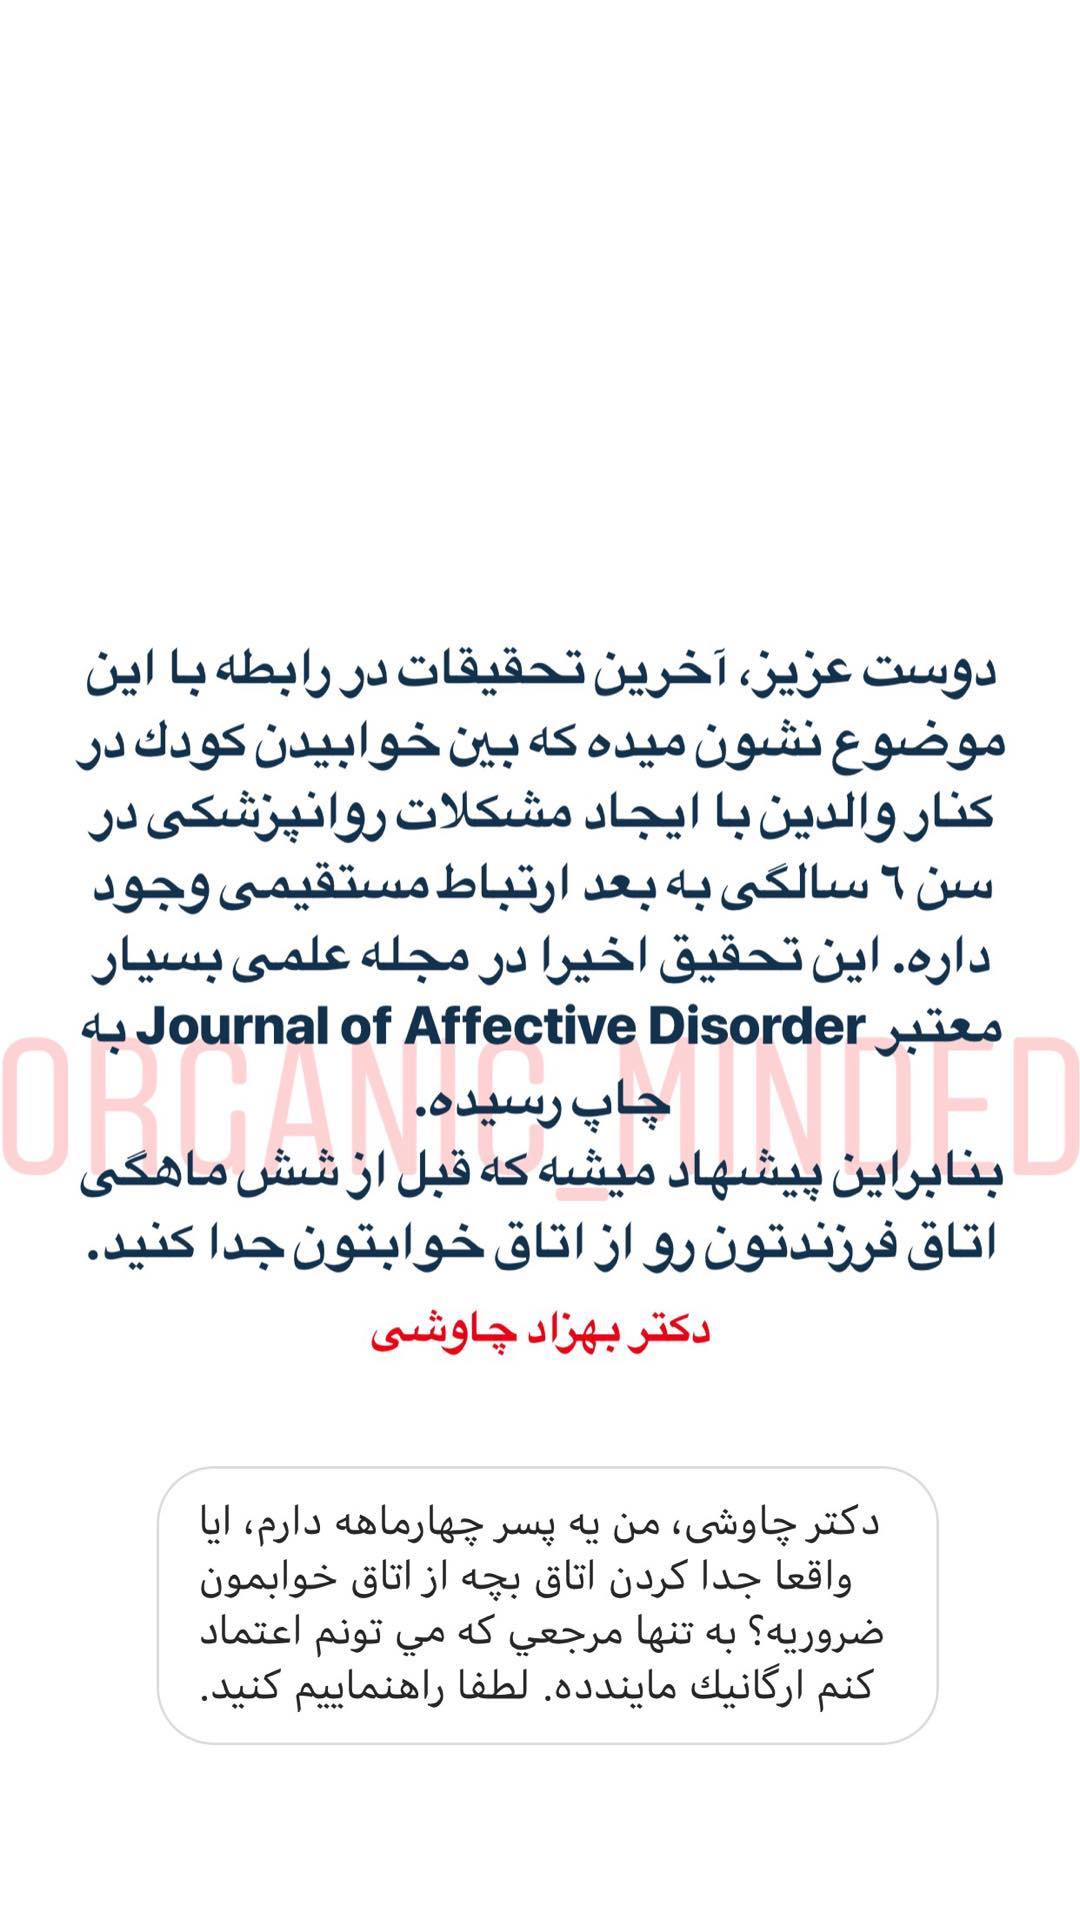 دوست عزیز، آخرین تحقیقات در رابطه با این
موضوع نشون میده که بین خوابیدن کودك در
کنار والدین با ایجاد مشکلات روانپزشکی در
سن ٦ سالگی به بعد ارتباط مستقیمی وجود
داره. این تحقیق اخیرا در مجله علمی بسیار
معتبر Journal of Affective Disorder به
چاپ رسیده.
ORGANIC_MINDED
بنابراین پیشنهاد میشه که قبل از شش ماهگی
اتاق فرزندتون رو از اتاق خوابتون جدا کنید.
دکتر بهزاد چاوشی
دکتر چاوشی، من یه پسر چهارماهه دارم، ایا
واقعا جدا کردن اتاق بچه از اتاق خوابمون
ضروریه؟ به تنها مرجعي که مي تونم اعتماد
کنم ارگانيك مایندده. لطفا راهنماییم کنید.